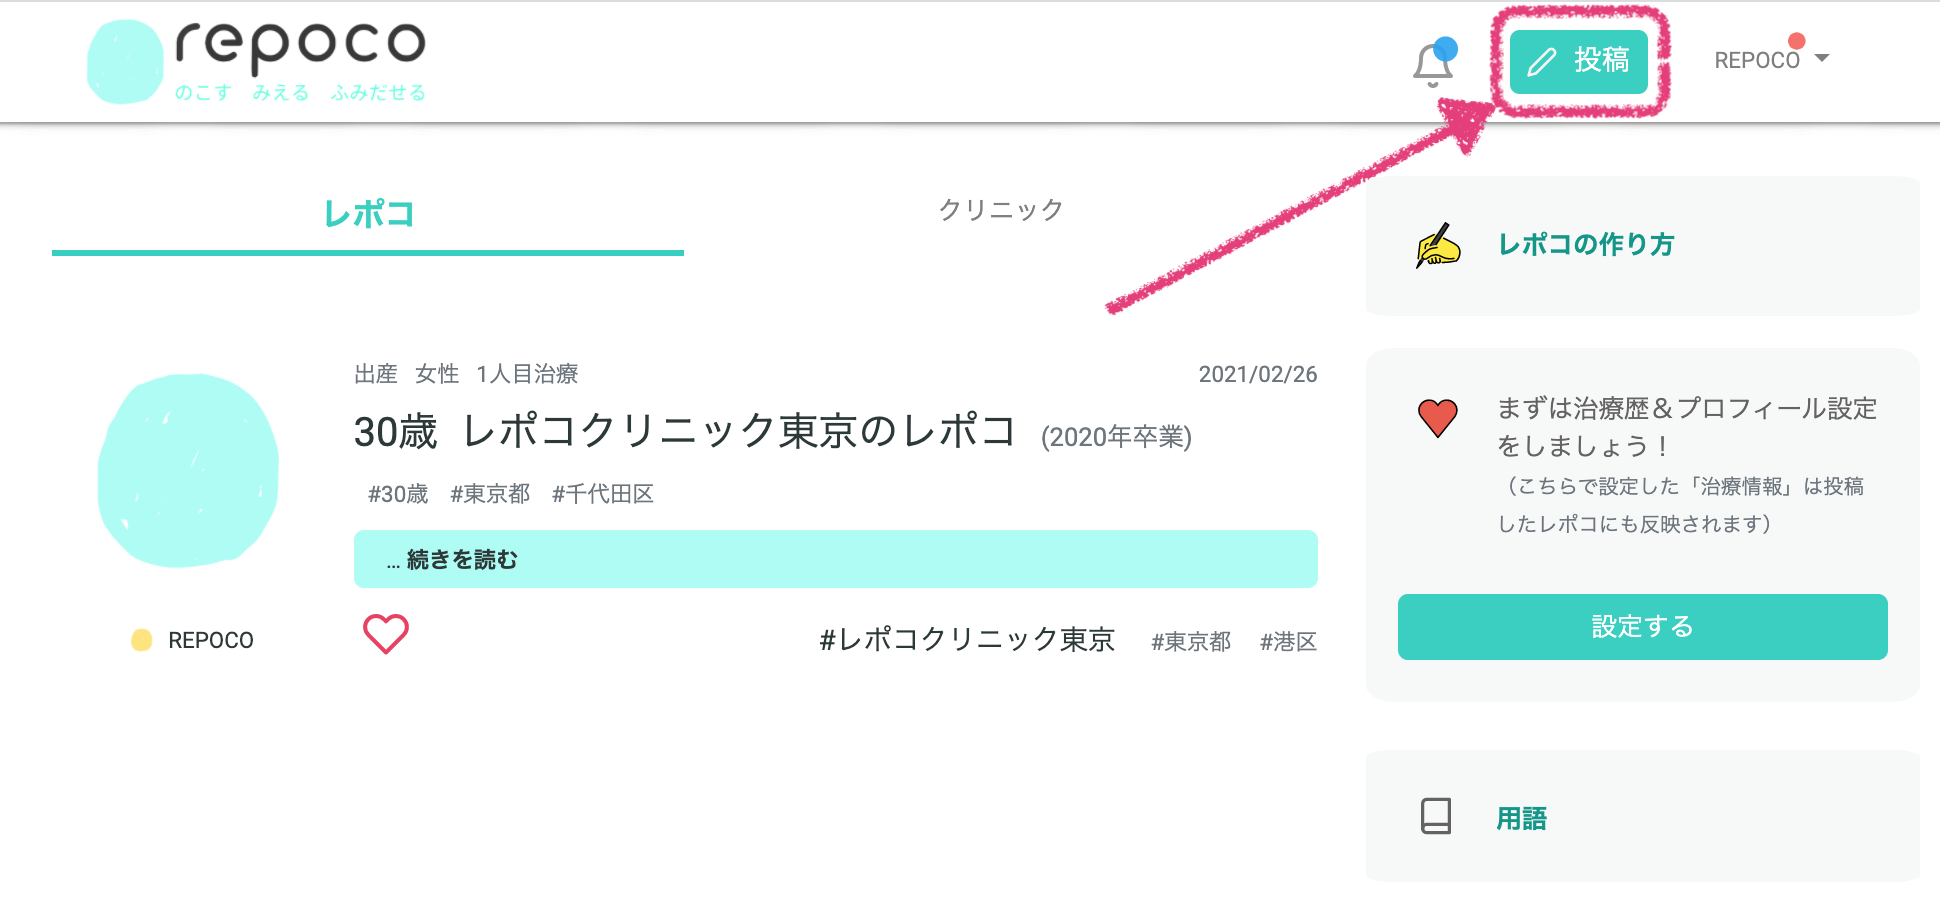 repoco
のこす みえる ふみだせる
投稿
REPOCO
レポコ
クリニック
出産 女性 1人目治療
2021/02/26
30歳 レポコクリニック東京のレポコ (2020年卒業)
#30歳 #東京都 #千代田区
... 続きを読む
REPOCO
#レポコクリニック東京 #東京都 #港区
レポコの作り方
まずは治療歴＆プロフィール設定
をしましょう！
（こちらで設定した「治療情報」は投稿
したレポコにも反映されます）
設定する
用語